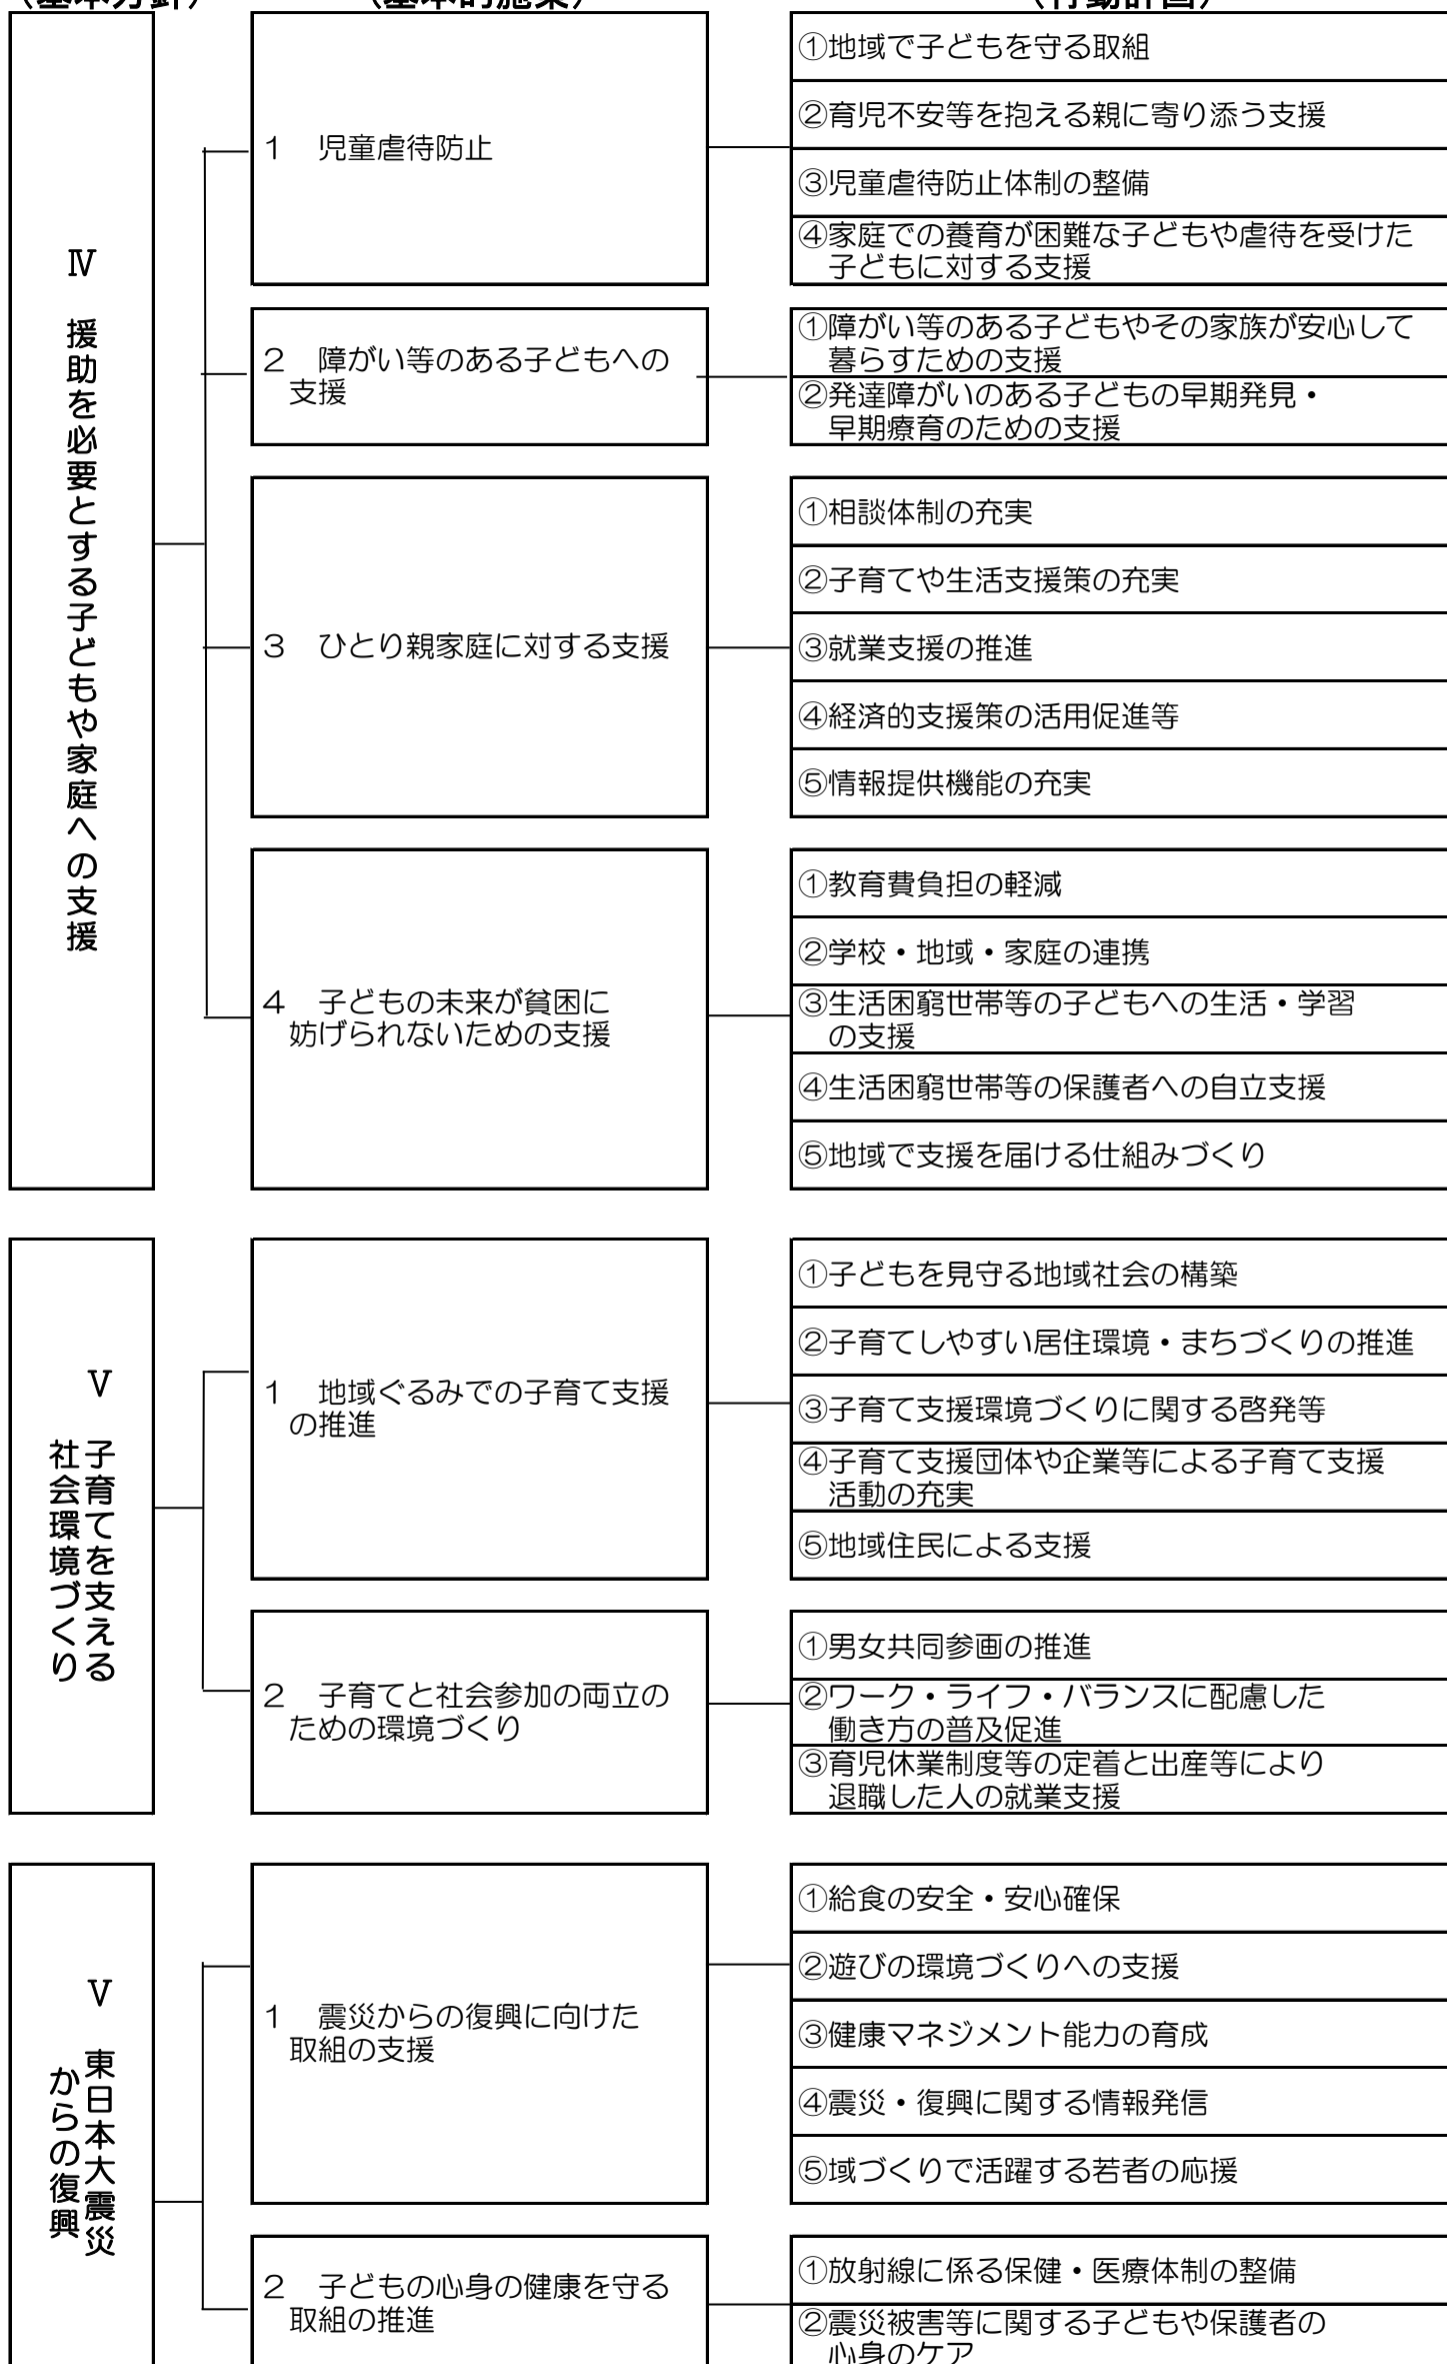 (基本方針) (基本的施策) (行動計画)
Ⅳ 援助を必要とする子どもや家庭への支援
1 児童虐待防止
①地域で子どもを守る取組
②育児不安等を抱える親に寄り添う支援
③児童虐待防止体制の整備
④家庭での養育が困難な子どもや虐待を受けた
子どもに対する支援
2 障がい等のある子どもへの
支援
①障がい等のある子どもやその家族が安心して
暮らすための支援
②発達障がいのある子どもの早期発見・
早期療育のための支援
3 ひとり親家庭に対する支援
①相談体制の充実
②子育てや生活支援策の充実
③就業支援の推進
④経済的支援策の活用促進等
⑤情報提供機能の充実
4 子どもの未来が貧困に
妨げられないための支援
①教育費負担の軽減
②学校・地域・家庭の連携
③生活困窮世帯等の子どもへの生活・学習
の支援
④生活困窮世帯等の保護者への自立支援
⑤地域で支援を届ける仕組みづくり
Ⅴ 子育てを支える
社会環境づくり
1 地域ぐるみでの子育て支援
の推進
①子どもを見守る地域社会の構築
②子育てしやすい居住環境・まちづくりの推進
③子育て支援環境づくりに関する啓発等
④子育て支援団体や企業等による子育て支援
活動の充実
⑤地域住民による支援
2 子育てと社会参加の両立の
ための環境づくり
①男女共同参画の推進
②ワーク・ライフ・バランスに配慮した
働き方の普及促進
③育児休業制度等の定着と出産等により
退職した人の就業支援
Ⅴ 東日本大震災
からの復興
1 震災からの復興に向けた
取組の支援
①給食の安全・安心確保
②遊びの環境づくりへの支援
③健康マネジメント能力の育成
④震災・復興に関する情報発信
⑤域づくりで活躍する若者の応援
2 子どもの心身の健康を守る
取組の推進
①放射線に係る保健・医療体制の整備
②震災被害等に関する子どもや保護者の
心身のケア